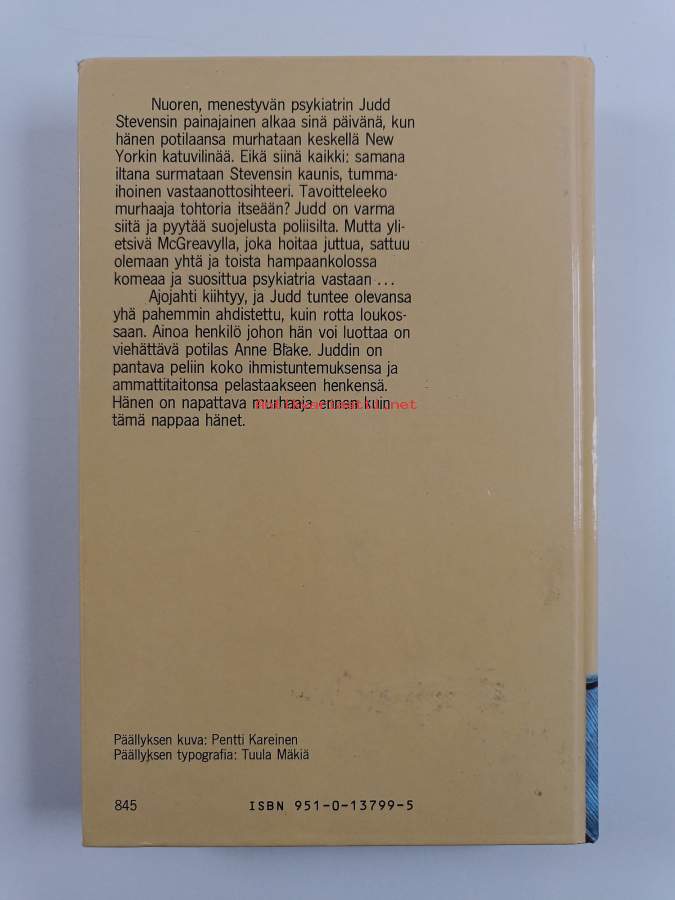 Nuoren, menestyvän psykiatrin Judd
Stevensin painajainen alkaa sinä päivänä, kun
hänen potilaansa murhataan keskellä New
Yorkin katuvilinää. Eikä siinä kaikki: samana
iltana surmataan Stevensin kaunis, tumma-
ihoinen vastaanottosihteeri. Tavoitteleeko
murhaaja tohtoria itseään? Judd on varma
siitä ja pyytää suojelusta poliisilta. Mutta yli-
etsivä McGreavylla, joka hoitaa juttua, sattuu
olemaan yhtä ja toista hampaankolossa
komeaa ja suosittua psykiatria vastaan ...
Ajojahti kiihtyy, ja Judd tuntee olevansa
yhä pahemmin ahdistettu, kuin rotta loukos-
saan. Ainoa henkilö johon hän voi luottaa on
viehättävä potilas Anne Blake. Juddin on
pantava peliin koko ihmistuntemuksensa ja
ammattitaitonsa pelastaakseen henkensä.
Hänen on napattava murhaaja ennen kuin
Antikvariaatit.net
tämä nappaa hänet.
Päällyksen kuva: Pentti Kareinen
Päällyksen typografia: Tuula Mäkiä
845 ISBN 951-0-13799-5